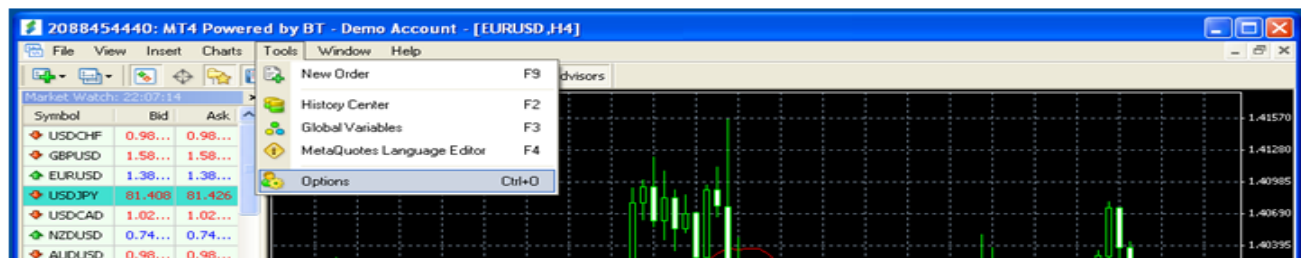 2088454440: MT4 Powered by BT - Demo Account - [EURUSD,H4]
File View Insert Charts Tools Window Help
New Order F9
dvisors
Market Watch: 22:07:14
History Center F2
Symbol Bid Ask
Global Variables F3
USDCHF 0.98... 0.98...
MetaQuotes Language Editor F4
GBPUSD 1.58... 1.58...
EURUSD 1.38... 1.38...
Options Ctrl+O
USDJPY 81.408 81.426
USDCAD 1.02... 1.02...
NZDUSD 0.74... 0.74...
AUDUSD 0.98... 0.98...
1.41570
1.41280
1.40985
1.40690
1.40395